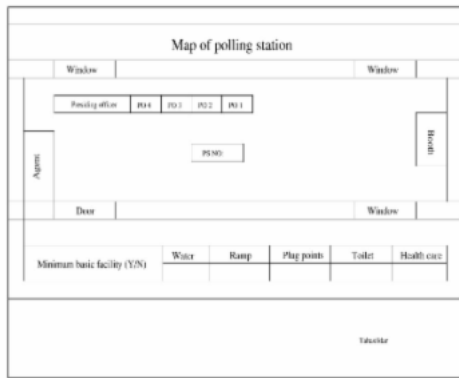 Map of polling station
Window Window
Presiding officer PO 4 PO 3 PO 2 PO 1
Booth
Agent
PS NO
Door Window
Minimum basic facility (Y/N) Water Ramp Plug points Toilet Health care
Tahsildar